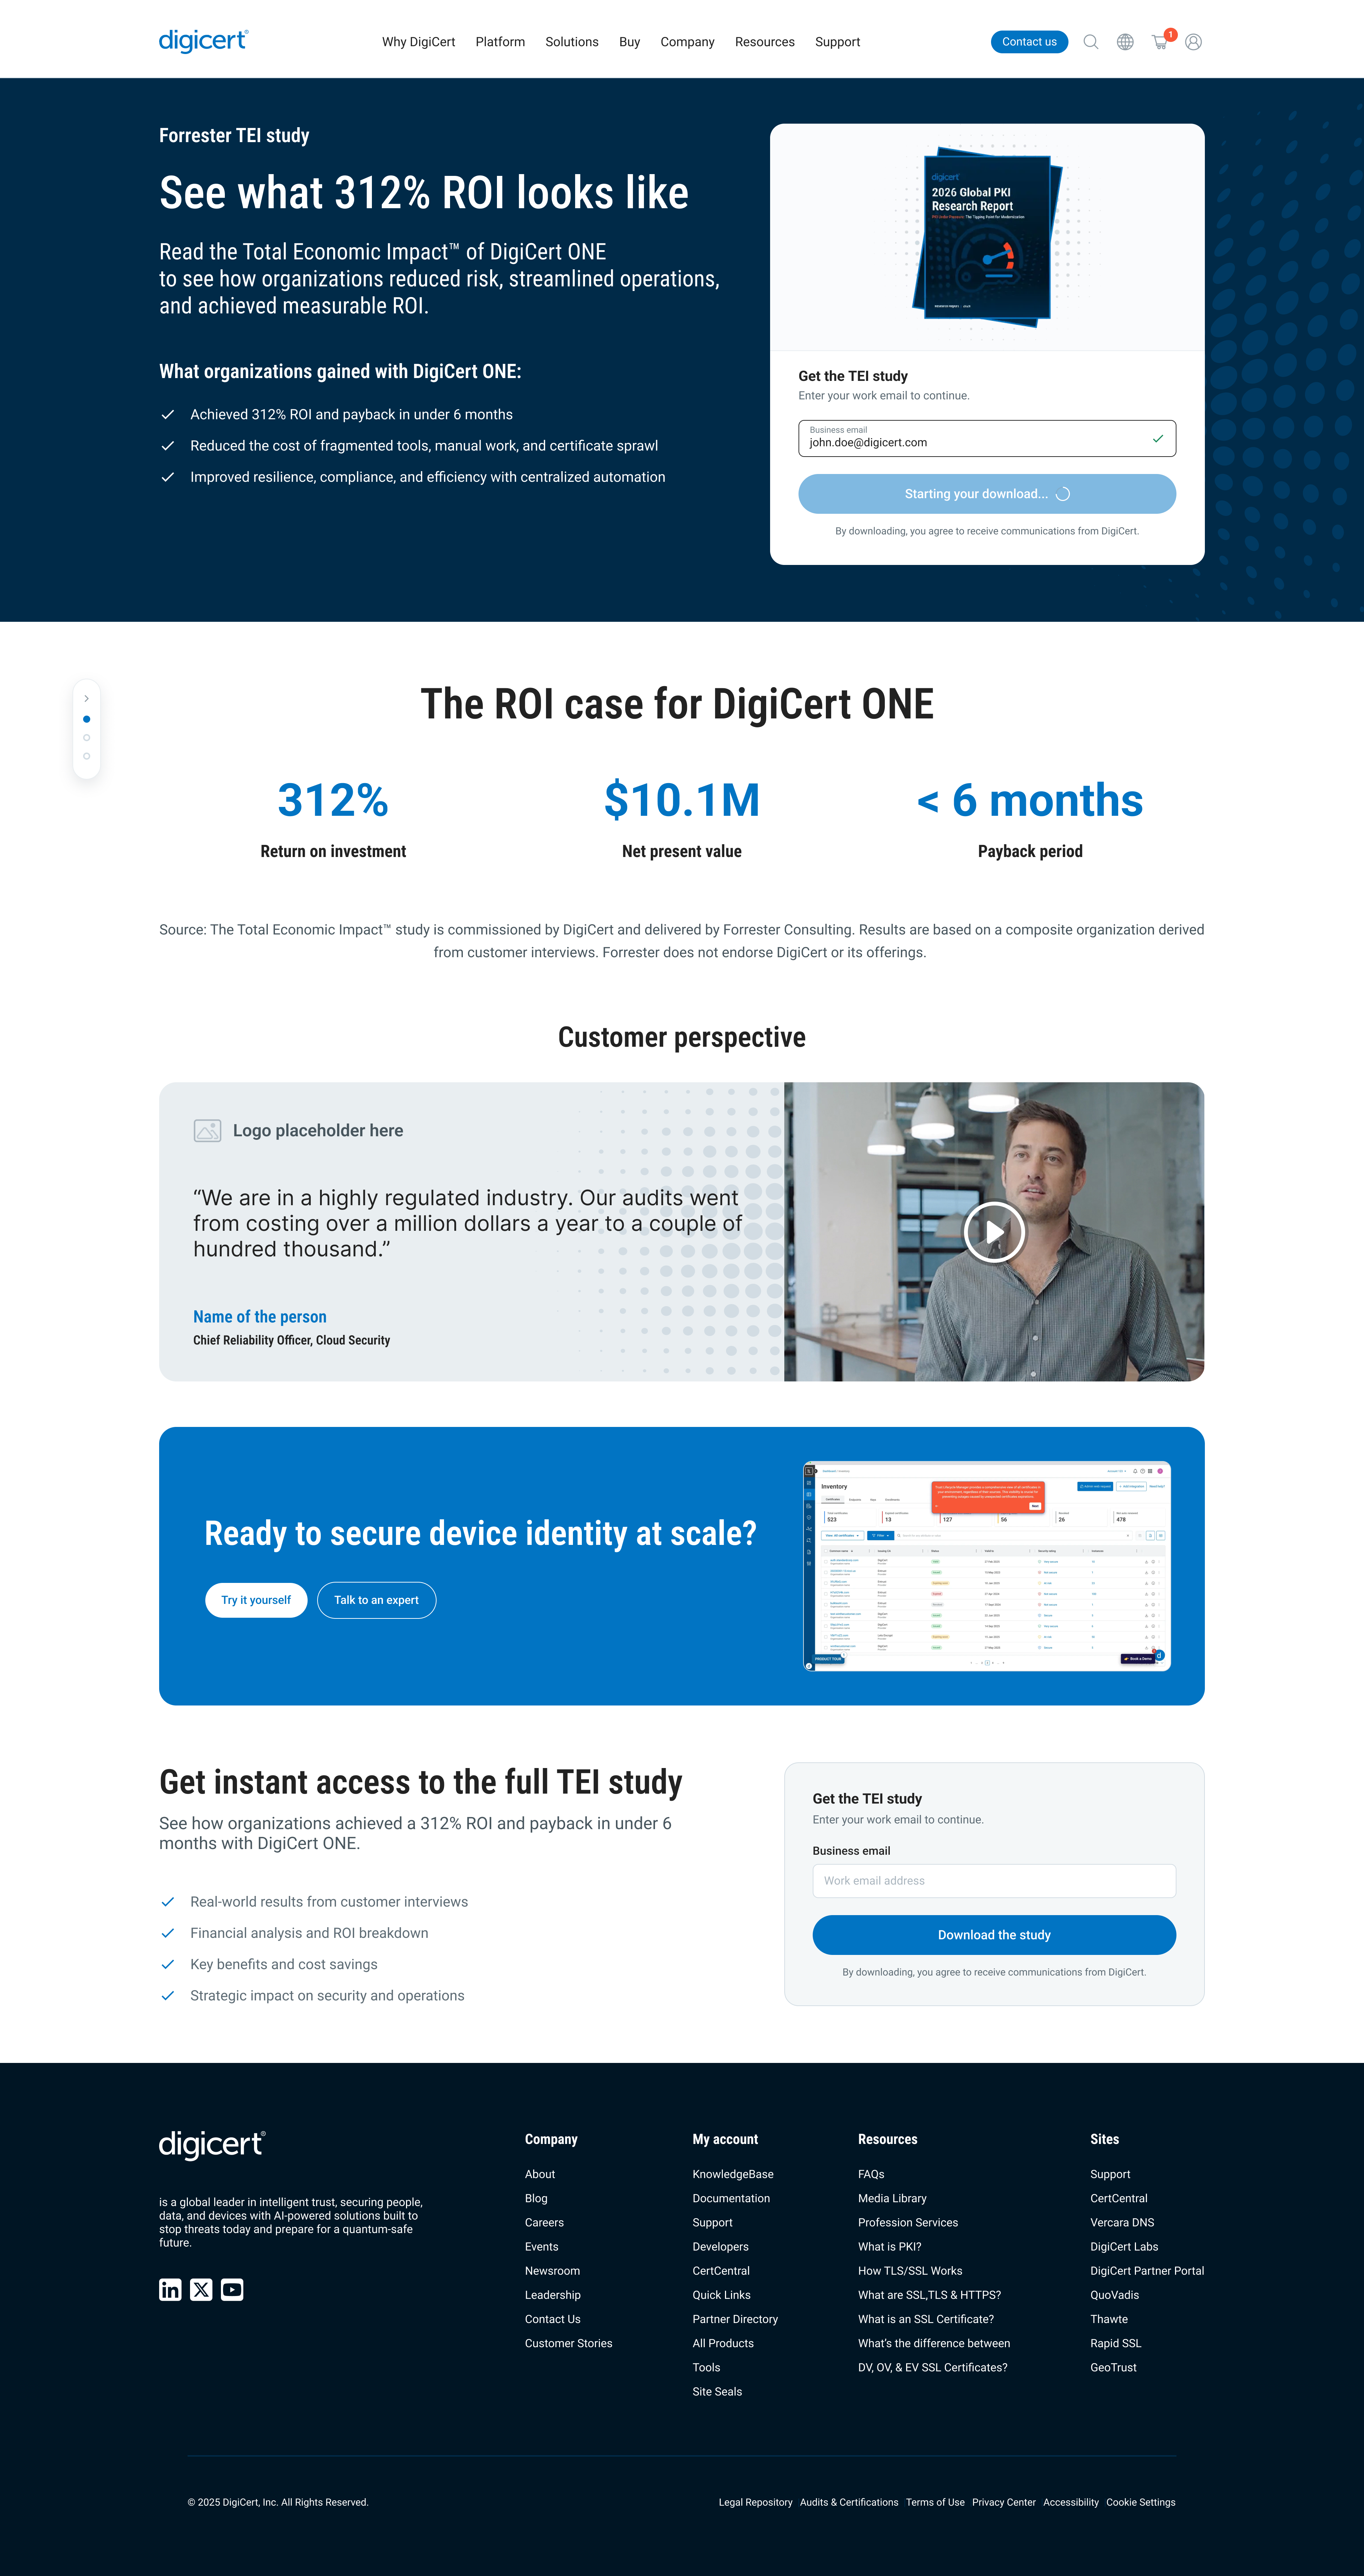 digicert®
Why DigiCert
Platform
Solutions
Buy
Company
Resources
Support
Contact us
1
Forrester TEI study
See what 312% ROI looks like
Read the Total Economic Impact™ of DigiCert ONE
to see how organizations reduced risk, streamlined operations,
and achieved measurable ROI.
What organizations gained with DigiCert ONE:
Achieved 312% ROI and payback in under 6 months
Reduced the cost of fragmented tools, manual work, and certificate sprawl
Improved resilience, compliance, and efficiency with centralized automation
digicert
2026 Global PKI
Research Report
The Tipping Point for Modernization
Get the TEI study
Enter your work email to continue.
Business email
john.doe@digicert.com
Starting your download...
By downloading, you agree to receive communications from DigiCert.
The ROI case for DigiCert ONE
312%
Return on investment
$10.1M
Net present value
< 6 months
Payback period
Source: The Total Economic Impact™ study is commissioned by DigiCert and delivered by Forrester Consulting. Results are based on a composite organization derived
from customer interviews. Forrester does not endorse DigiCert or its offerings.
Customer perspective
Logo placeholder here
“We are in a highly regulated industry. Our audits went
from costing over a million dollars a year to a couple of
hundred thousand.”
Name of the person
Chief Reliability Officer, Cloud Security
Ready to secure device identity at scale?
Try it yourself
Talk to an expert
Inventory
523
13
127
56
26
478
PRODUCT TOUR
Book a Demo
Get instant access to the full TEI study
See how organizations achieved a 312% ROI and payback in under 6
months with DigiCert ONE.
Real-world results from customer interviews
Financial analysis and ROI breakdown
Key benefits and cost savings
Strategic impact on security and operations
Get the TEI study
Enter your work email to continue.
Business email
Work email address
Download the study
By downloading, you agree to receive communications from DigiCert.
digicert®
is a global leader in intelligent trust, securing people,
data, and devices with AI-powered solutions built to
stop threats today and prepare for a quantum-safe
future.
Company
About
Blog
Careers
Events
Newsroom
Leadership
Contact Us
Customer Stories
My account
KnowledgeBase
Documentation
Support
Developers
CertCentral
Quick Links
Partner Directory
All Products
Tools
Site Seals
Resources
FAQs
Media Library
Profession Services
What is PKI?
How TLS/SSL Works
What are SSL,TLS & HTTPS?
What is an SSL Certificate?
What's the difference between
DV, OV, & EV SSL Certificates?
Sites
Support
CertCentral
Vercara DNS
DigiCert Labs
DigiCert Partner Portal
QuoVadis
Thawte
Rapid SSL
GeoTrust
© 2025 DigiCert, Inc. All Rights Reserved.
Legal Repository
Audits & Certifications
Terms of Use
Privacy Center
Accessibility
Cookie Settings